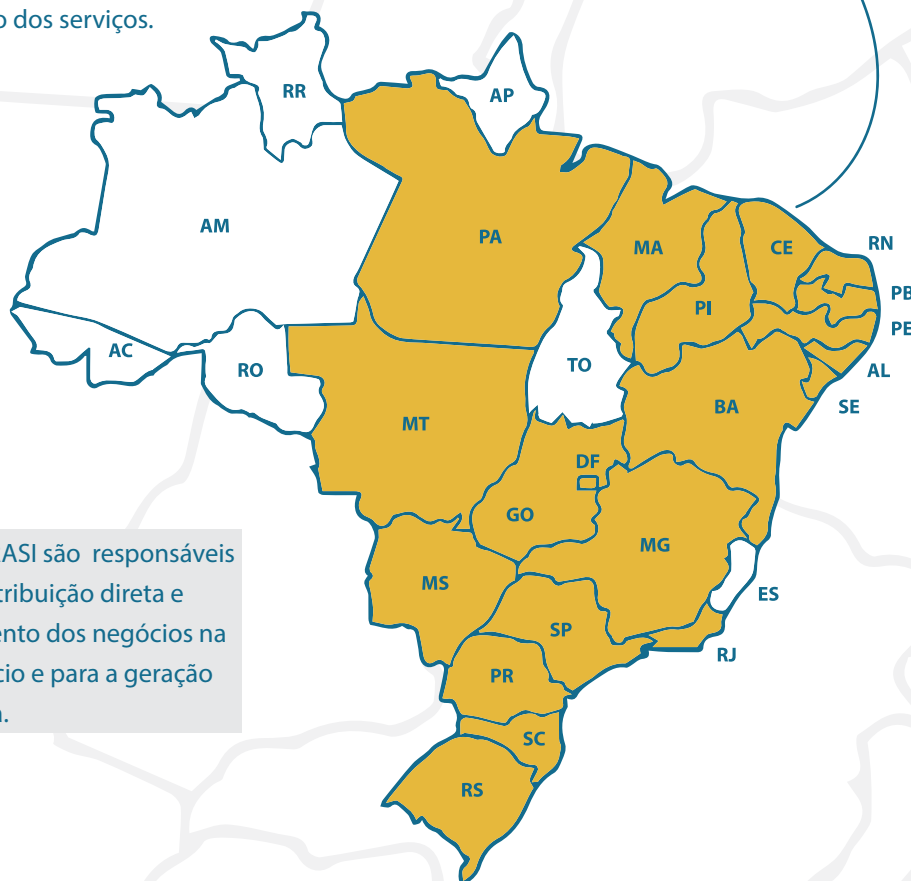 o dos serviços.
RR
AP
AM
PA
MA
CE
RN
PB
PE
PI
AC
RO
TO
AL
BA
SE
MT
DF
GO
MG
ASI são responsáveis
tribuição direta e
ento dos negócios na
cio e para a geração
MS
ES
SP
RJ
PR
SC
RS